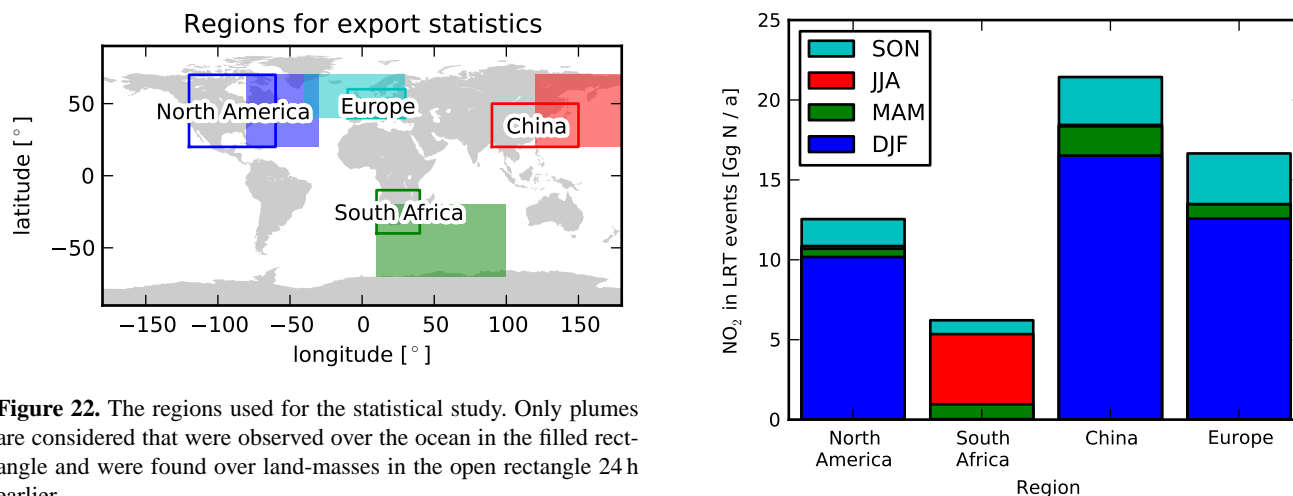 Regions for export statistics
latitude [°]
50
0
−50
North America
Europe
China
South Africa
−150 −100 −50 0 50 100 150
longitude [°]
Figure 22. The regions used for the statistical study. Only plumes
are considered that were observed over the ocean in the filled rect-
angle and were found over land-masses in the open rectangle 24 h
earlier
NO₂ in LRT events [Gg N / a]
25
20
15
10
5
0
SON
JJA
MAM
DJF
North
America
South
Africa
China
Europe
Region